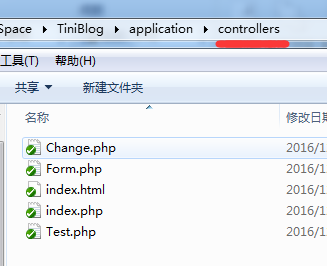 Space ▸ TiniBlog ▸ application ▸ controllers
工具(T) 帮助(H)
共享 新建文件夹
名称 修改日期
Change.php 2016/1
Form.php 2016/1
index.html 2016/1
index.php 2016/1
Test.php 2016/1